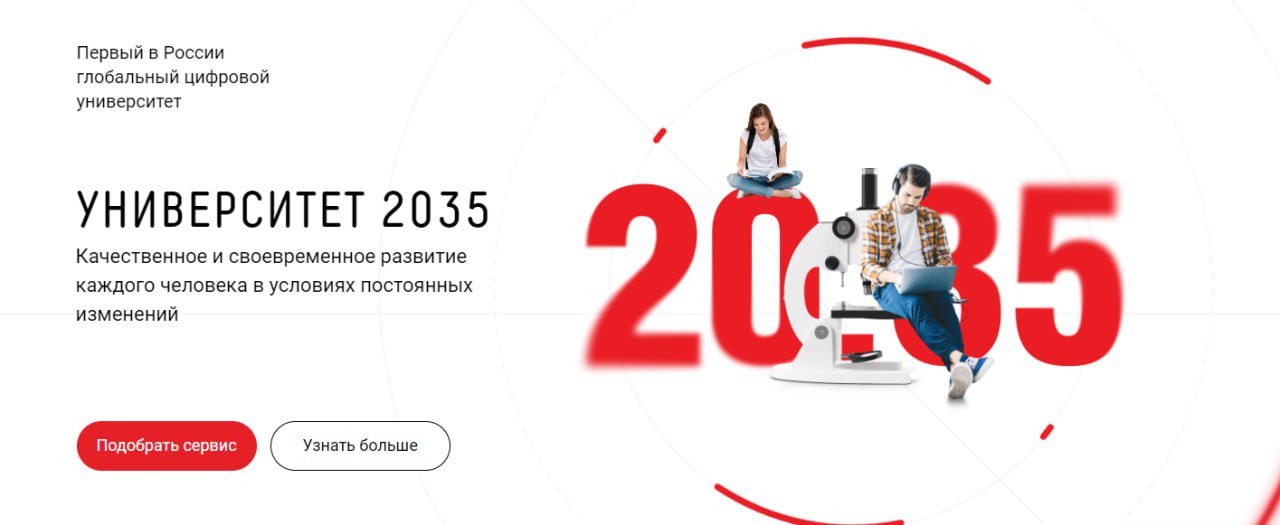 Первый в России
глобальный цифровой
университет
УНИВЕРСИТЕТ 2035
Качественное и своевременное развитие
каждого человека в условиях постоянных
изменений
Подобрать сервис
Узнать больше
2035